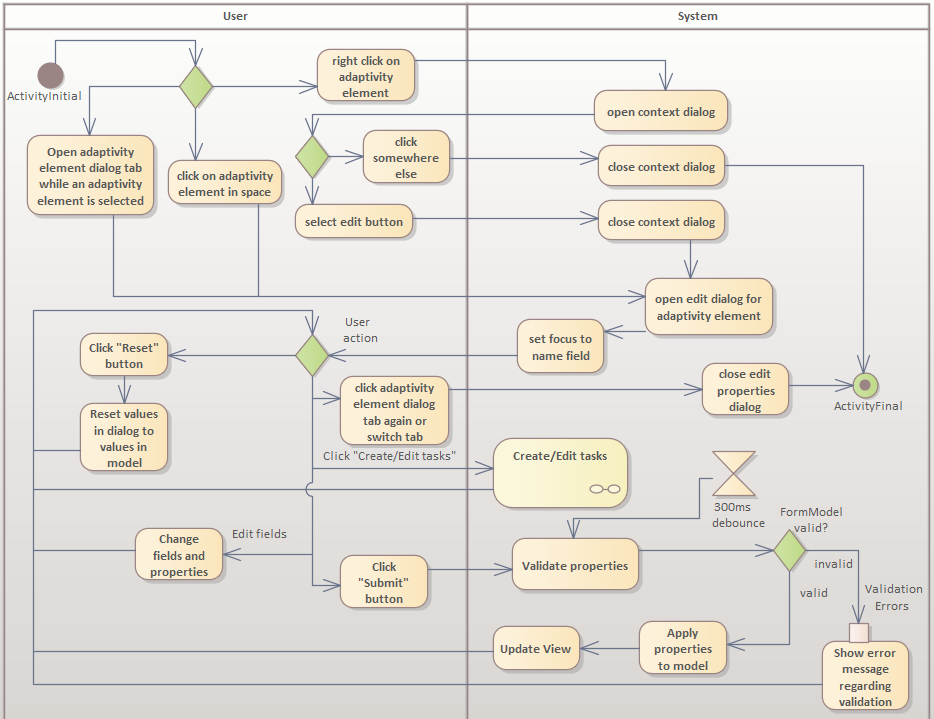 User
System
ActivityInitial
right click on
adaptivity
element
open context dialog
Open adaptivity
element dialog tab
while an adaptivity
element is selected
click on adaptivity
element in space
click
somewhere
else
close context dialog
select edit button
close context dialog
open edit dialog for
adaptivity element
User
action
set focus to
name field
Click "Reset"
button
click adaptivity
element dialog
tab again or
switch tab
close edit
properties
dialog
ActivityFinal
Reset values
in dialog to
values in
model
Click "Create/Edit tasks"
Create/Edit tasks
300ms
debounce
FormModel
valid?
Edit fields
Change
fields and
properties
Click
"Submit"
button
Validate properties
invalid
valid
Validation
Errors
Update View
Apply
properties
to model
Show error
message
regarding
validation